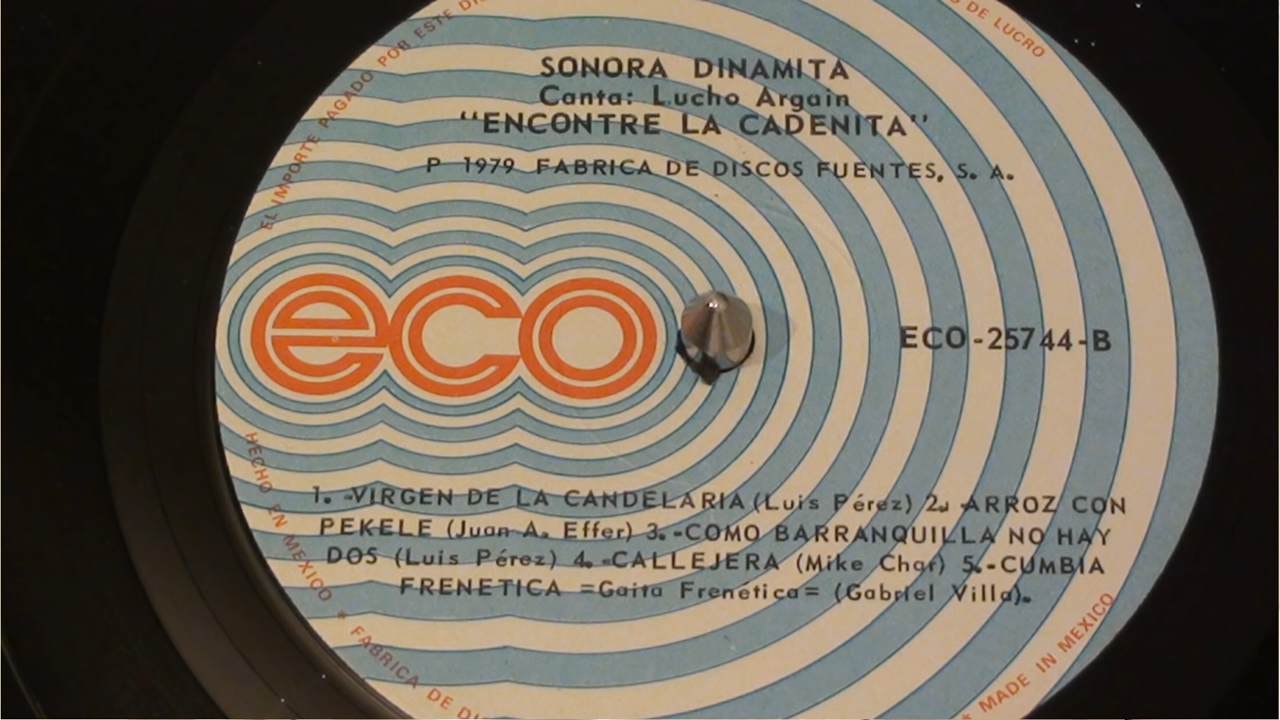 EL IMPORTE PAGADO POR ESTE
DE LUCRO
SONORA DINAMITA
Canta: Lucho Argain
"ENCONTRE LA CADENITA"
P 1979 FABRICA DE DISCOS FUENTES, S. A.
eco
ECO-25744-B
1.-VIRGEN DE LA CANDELARIA (Luis Pérez) 2.-ARROZ CON
PEKELE (Juan A. Effer) 3.-COMO BARRANQUILLA NO HAY
DOS (Luis Pérez) 4.-CALLEJERA (Mike Char) 5.-CUMBIA
FRENETICA =Gaita Frenética= (Gabriel Villa).
HECHO EN MEXICO * FABRICA DE
* MADE IN MEXICO